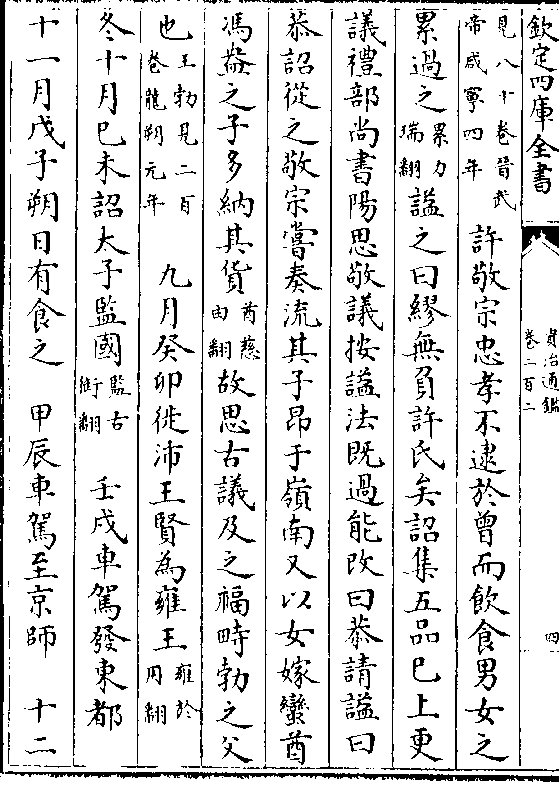 欽定四庫全書
資治通鑑
卷二百二
四
見八十卷晉武
帝咸寧四年
許敬宗忠孝不逮於曾而飲食男女之
累過之
累力
瑞翻
諡之曰繆無負許氏矣詔集五品已上更
議禮部尚書陽思敬議按諡法既過能改曰恭請諡曰
恭詔從之敬宗嘗奏流其子昂于嶺南又以女嫁蠻酋
馮盎之子多納其貨
酋慈
由翻
故思古議及之福畤勃之父
也
王勃見二百
卷龍朔元年
九月癸卯徙沛王賢為雍王
雍於
用翻
冬十月己未詔太子監國
監古
銜翻
壬戌車駕發東都
十一月戊子朔日有食之 甲辰車駕至京師 十二